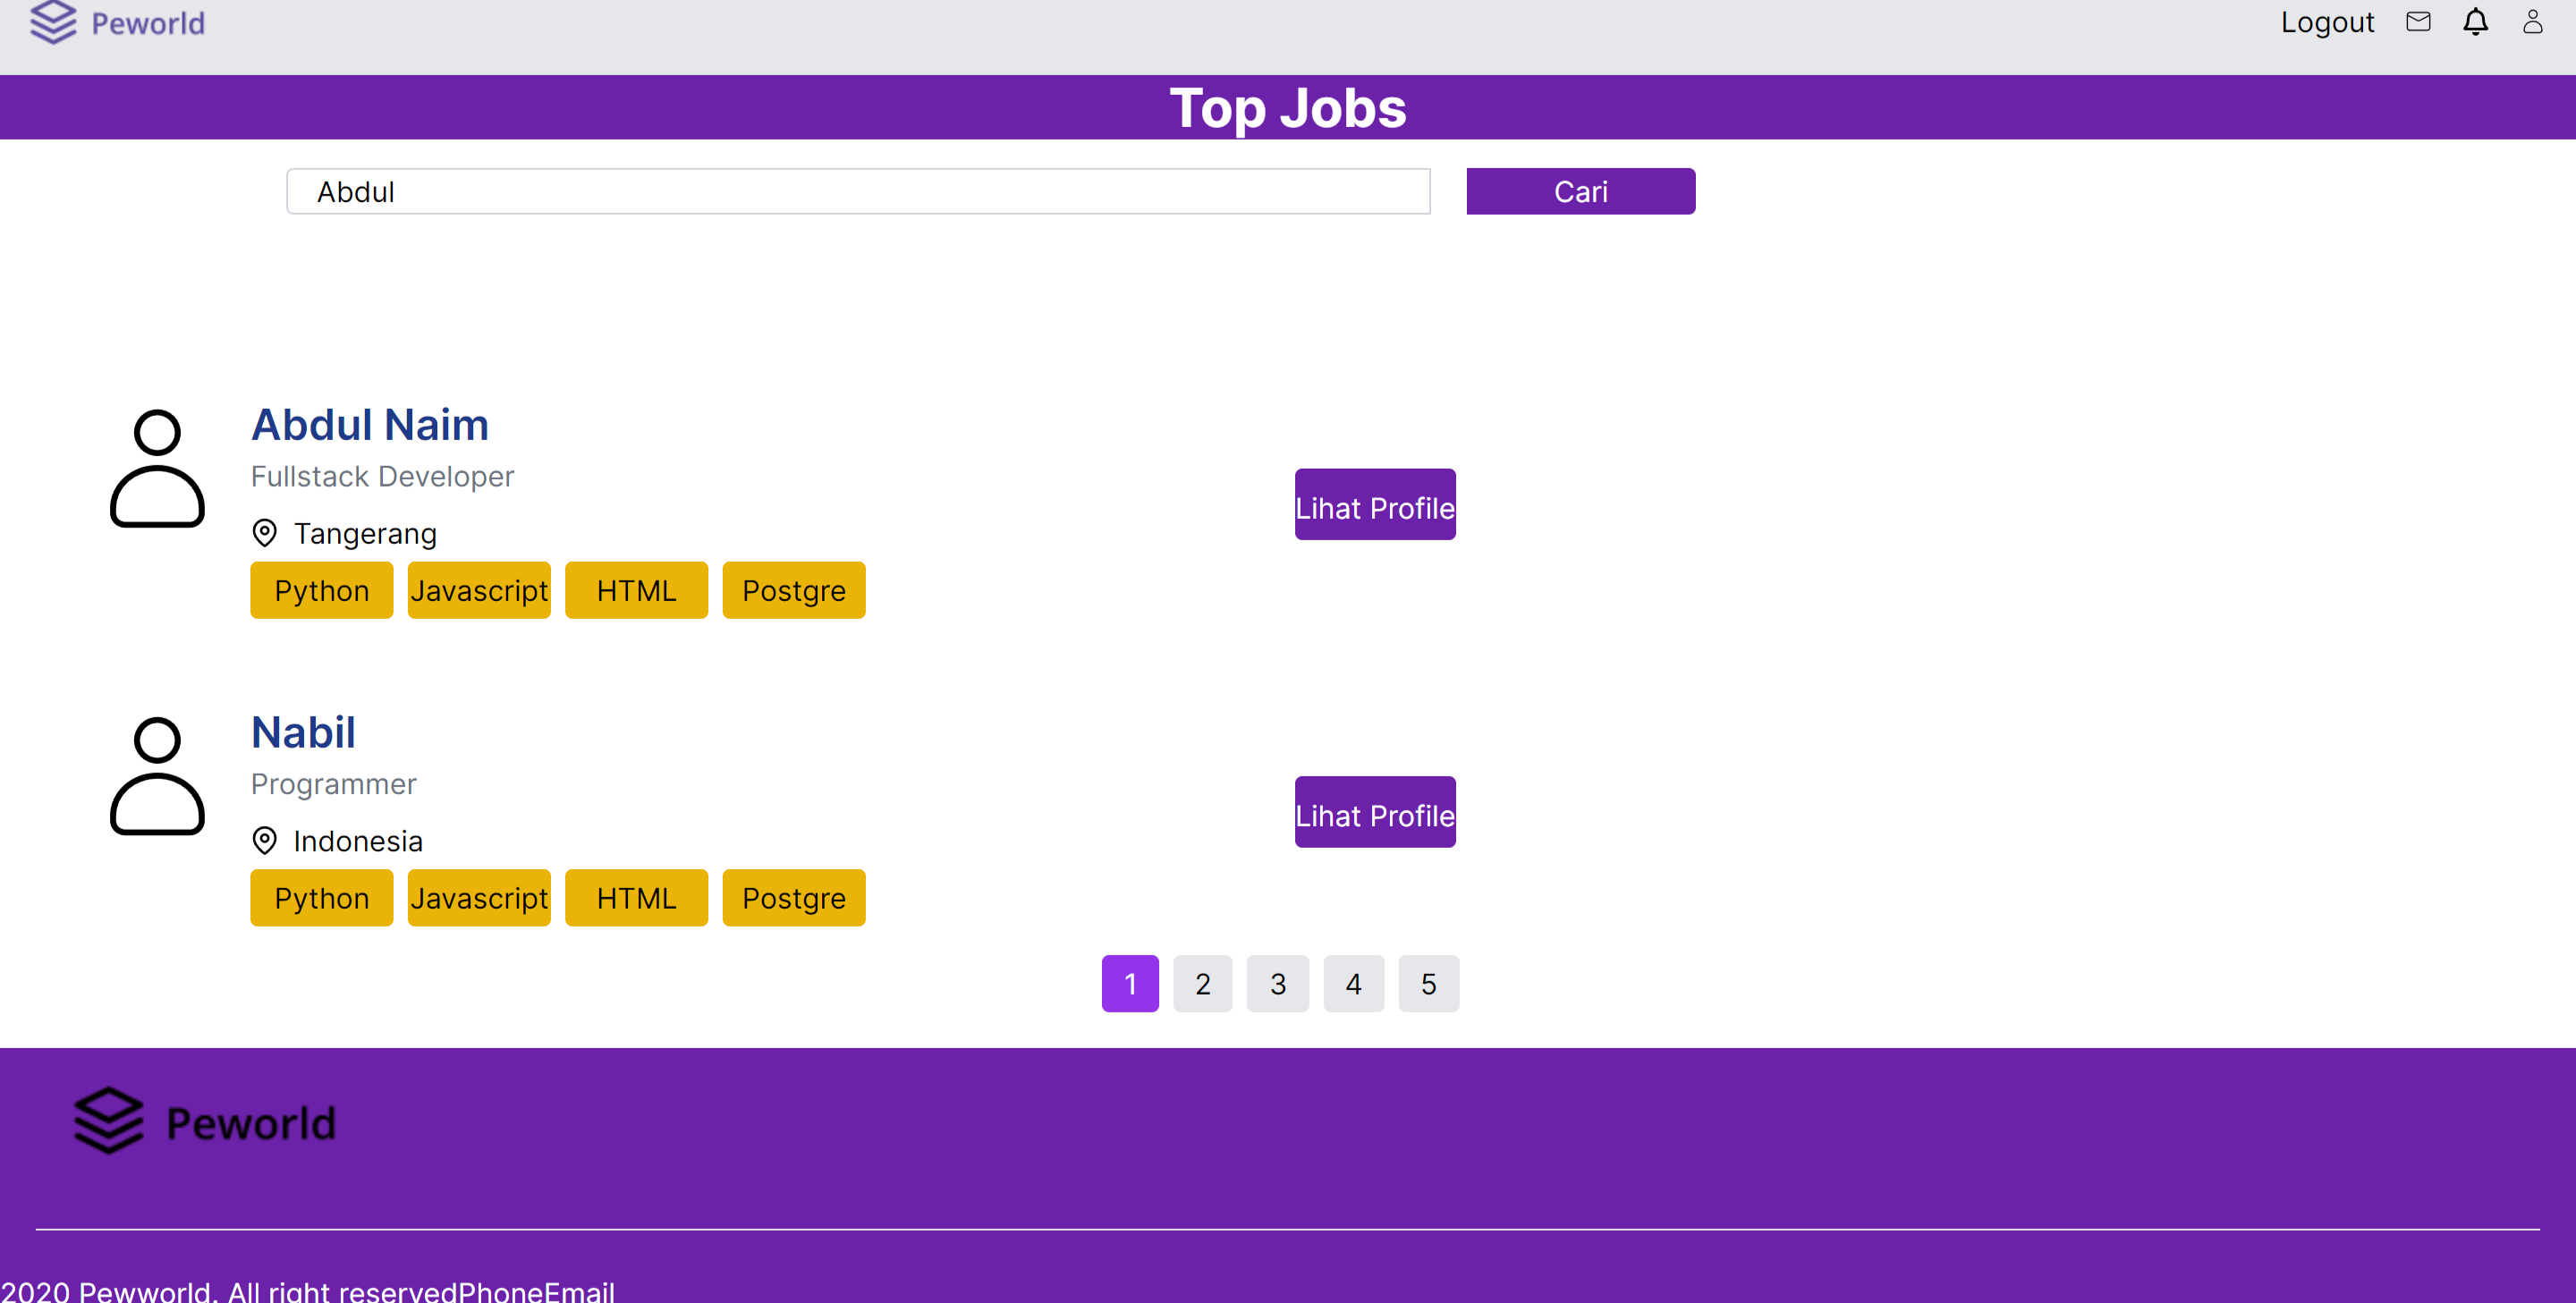 Peworld
Logout
Top Jobs
Abdul
Cari
Abdul Naim
Fullstack Developer
Tangerang
Python Javascript HTML Postgre
Lihat Profile
Nabil
Programmer
Indonesia
Python Javascript HTML Postgre
Lihat Profile
1 2 3 4 5
Peworld
2020 Pewworld. All right reservedPhoneEmail